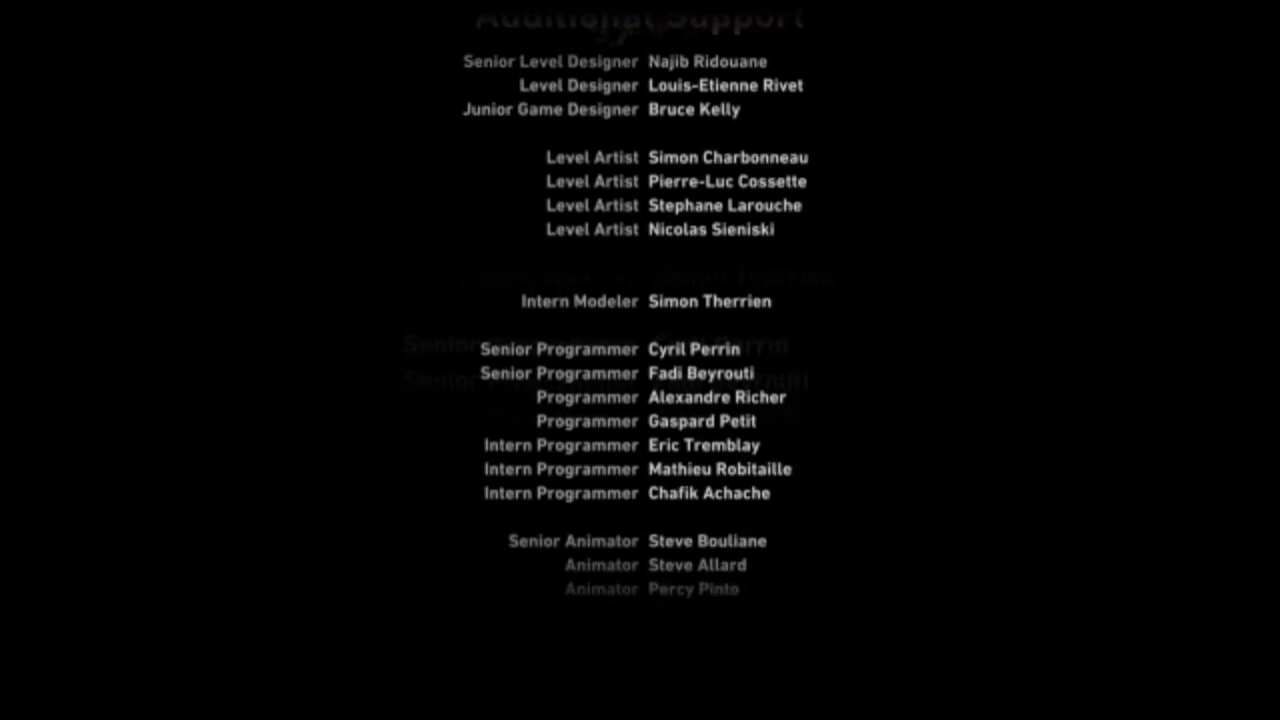 Additional Support
Senior Level Designer Najib Ridouane
Level Designer Louis-Etienne Rivet
Junior Game Designer Bruce Kelly
Level Artist Simon Charbonneau
Level Artist Pierre-Luc Cossette
Level Artist Stephane Larouche
Level Artist Nicolas Sieniski
Intern Modeler Simon Therrien
Senior Programmer Cyril Perrin
Senior Programmer Fadi Beyrouti
Programmer Alexandre Richer
Programmer Gaspard Petit
Intern Programmer Eric Tremblay
Intern Programmer Mathieu Robitaille
Intern Programmer Chafik Achache
Senior Animator Steve Bouliane
Animator Steve Allard
Animator Percy Pinto